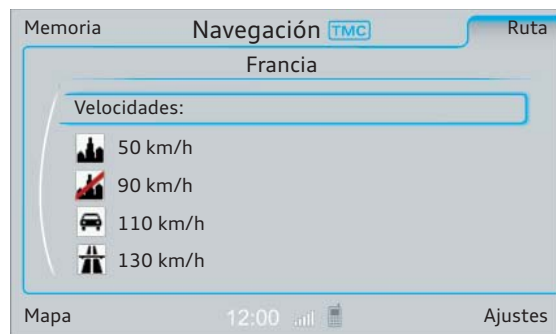 Memoria Navegación TMC Ruta
Francia
Velocidades:
50 km/h
90 km/h
110 km/h
130 km/h
Mapa 12:00 Ajustes